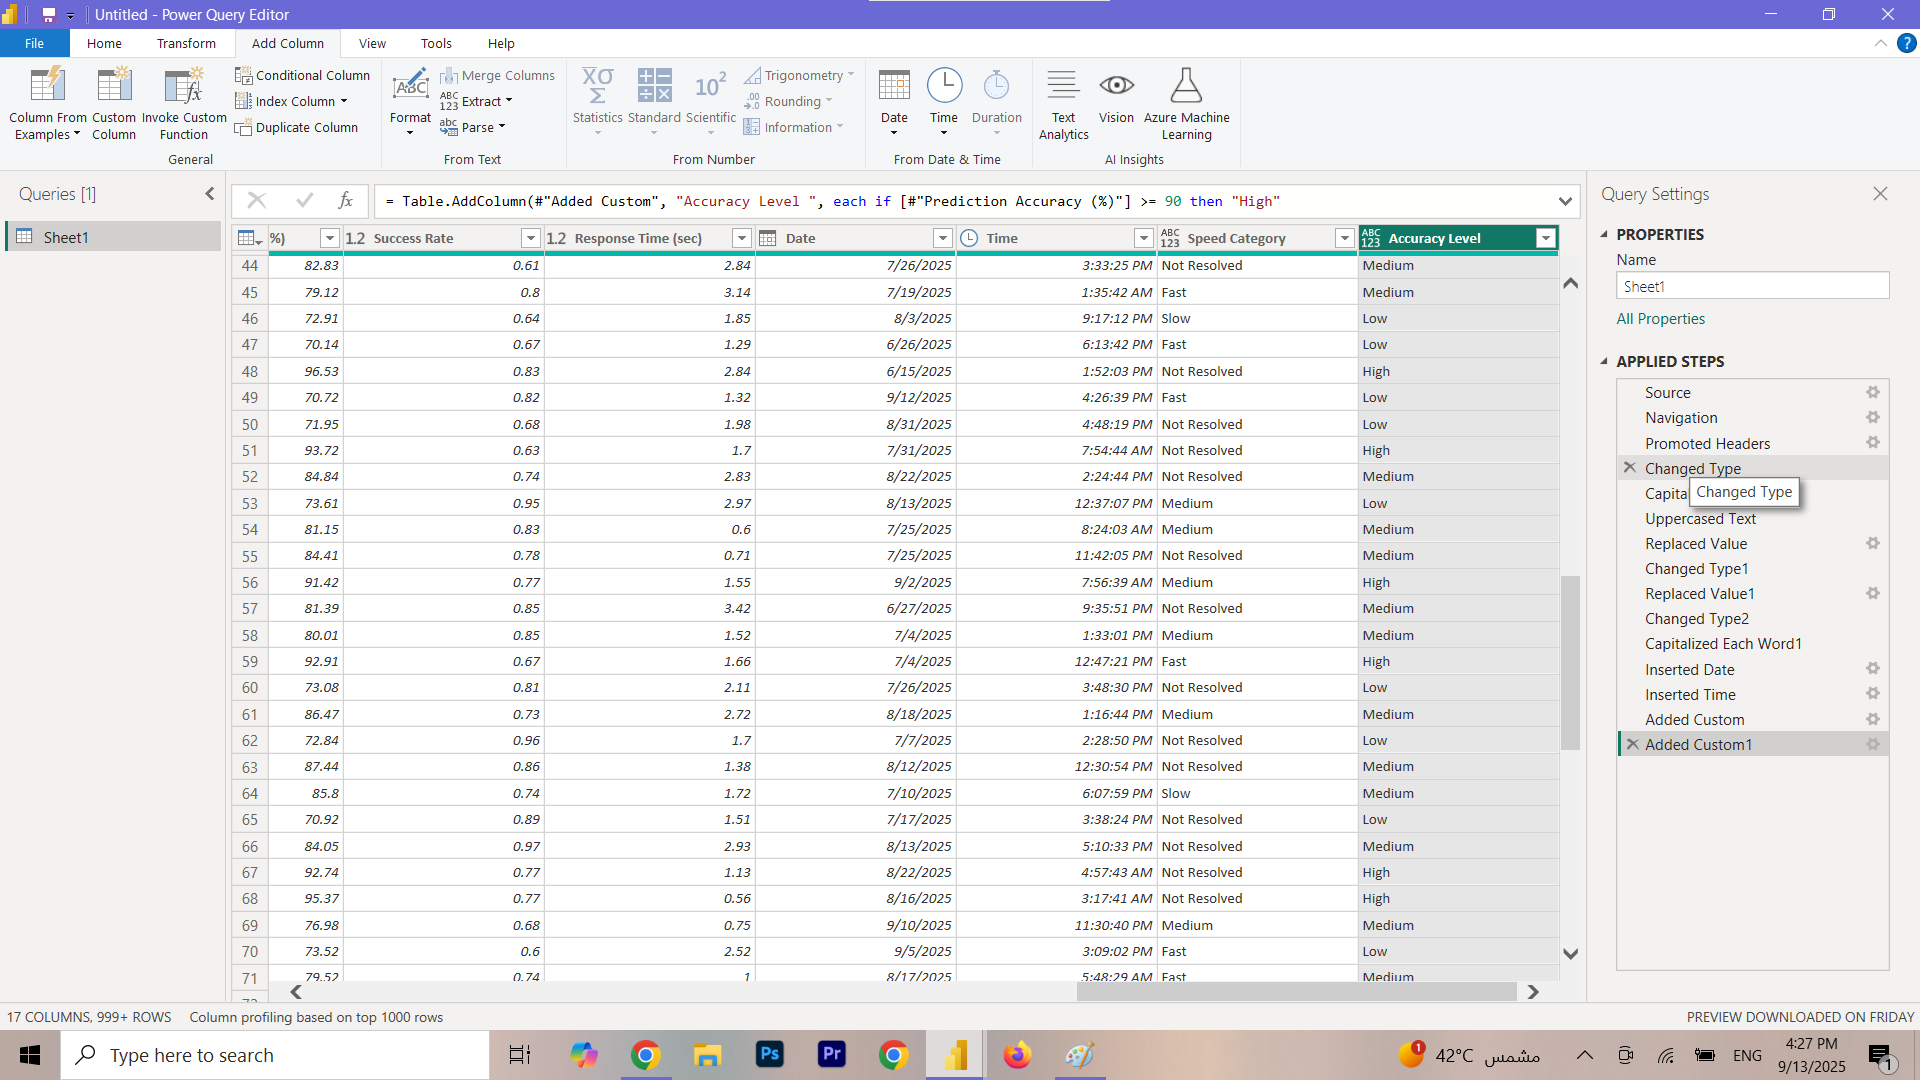 Untitled - Power Query Editor
File Home Transform Add Column View Tools Help
Column From Examples
Custom Column
Invoke Custom Function
Conditional Column
Index Column
Duplicate Column
General
Format
Merge Columns
Extract
Parse
From Text
Statistics
Standard
Scientific
Trigonometry
Rounding
Information
From Number
Date
Time
Duration
From Date & Time
Text Analytics
Vision
Azure Machine Learning
AI Insights
Queries [1]
Sheet1
= Table.AddColumn(#"Added Custom", "Accuracy Level ", each if [#"Prediction Accuracy (%)"] >= 90 then "High"
%) 1.2 Success Rate 1.2 Response Time (sec) Date Time ABC 123 Speed Category ABC 123 Accuracy Level
44 82.83 0.61 2.84 7/26/2025 3:33:25 PM Not Resolved Medium
45 79.12 0.8 3.14 7/19/2025 1:35:42 AM Fast Medium
46 72.91 0.64 1.85 8/3/2025 9:17:12 PM Slow Low
47 70.14 0.67 1.29 6/26/2025 6:13:42 PM Fast Low
48 96.53 0.83 2.84 6/15/2025 1:52:03 PM Not Resolved High
49 70.72 0.82 1.32 9/12/2025 4:26:39 PM Fast Low
50 71.95 0.68 1.98 8/31/2025 4:48:19 PM Not Resolved Low
51 93.72 0.63 1.7 7/31/2025 7:54:44 AM Not Resolved High
52 84.84 0.74 2.83 8/22/2025 2:24:44 PM Not Resolved Medium
53 73.61 0.95 2.97 8/13/2025 12:37:07 PM Medium Low
54 81.15 0.83 0.6 7/25/2025 8:24:03 AM Medium Medium
55 84.41 0.78 0.71 7/25/2025 11:42:05 PM Not Resolved Medium
56 91.42 0.77 1.55 9/2/2025 7:56:39 AM Medium High
57 81.39 0.85 3.42 6/27/2025 9:35:51 PM Not Resolved Medium
58 80.01 0.85 1.52 7/4/2025 1:33:01 PM Medium Medium
59 92.91 0.67 1.66 7/4/2025 12:47:21 PM Fast High
60 73.08 0.81 2.11 7/26/2025 3:48:30 PM Not Resolved Low
61 86.47 0.73 2.72 8/18/2025 1:16:44 PM Medium Medium
62 72.84 0.96 1.7 7/7/2025 2:28:50 PM Not Resolved Low
63 87.44 0.86 1.38 8/12/2025 12:30:54 PM Not Resolved Medium
64 85.8 0.74 1.72 7/10/2025 6:07:59 PM Slow Medium
65 70.92 0.89 1.51 7/17/2025 3:38:24 PM Not Resolved Low
66 84.05 0.97 2.93 8/13/2025 5:10:33 PM Not Resolved Medium
67 92.74 0.77 1.13 8/22/2025 4:57:43 AM Not Resolved High
68 95.37 0.77 0.56 8/16/2025 3:17:41 AM Not Resolved High
69 76.98 0.68 0.75 9/10/2025 11:30:40 PM Medium Medium
70 73.52 0.6 2.52 9/5/2025 3:09:02 PM Fast Low
71 79.52 0.74 1 8/17/2025 5:48:29 AM Fast Medium
Query Settings
PROPERTIES
Name
Sheet1
All Properties
APPLIED STEPS
Source
Navigation
Promoted Headers
Changed Type
Capita
Changed Type
Uppercased Text
Replaced Value
Changed Type1
Replaced Value1
Changed Type2
Capitalized Each Word1
Inserted Date
Inserted Time
Added Custom
Added Custom1
17 COLUMNS, 999+ ROWS Column profiling based on top 1000 rows PREVIEW DOWNLOADED ON FRIDAY
Type here to search
Ps
Pr
1
42°C مشمس
ENG
4:27 PM
9/13/2025
1